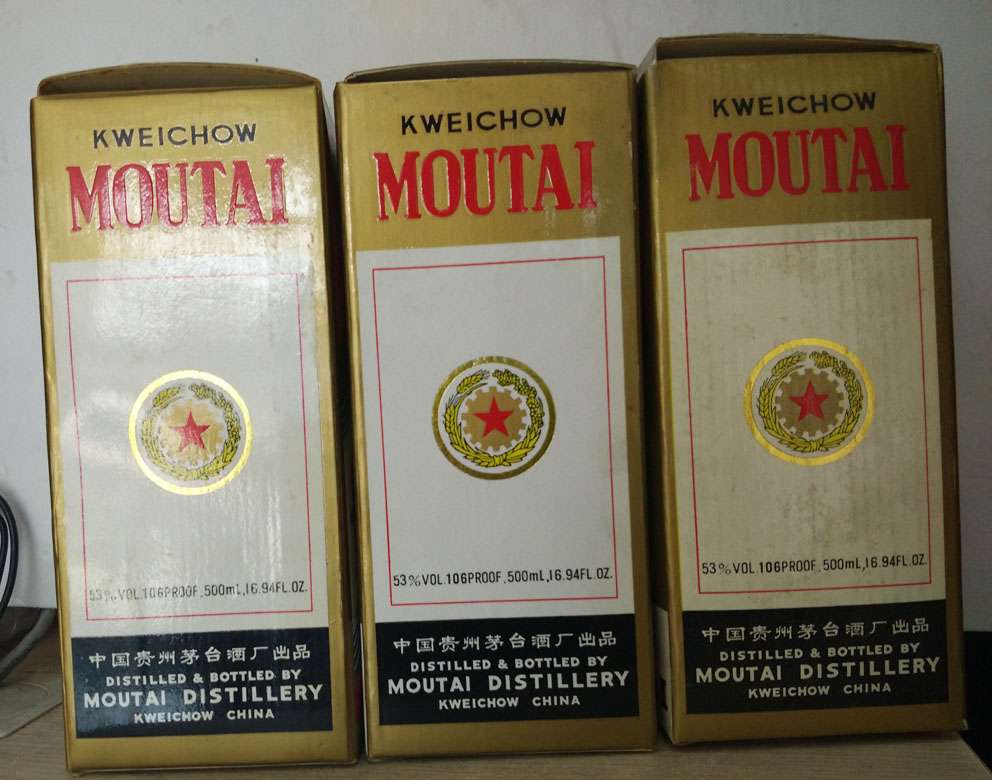 KWEICHOW
MOUTAI
53%VOL.106PROOF,500mL,16.94FL.OZ.
中国贵州茅台酒厂出品
DISTILLED & BOTTLED BY
MOUTAI DISTILLERY
KWEICHOW CHINA
KWEICHOW
MOUTAI
53%VOL.106PROOF,500mL,16.94FL.OZ.
中国贵州茅台酒厂出品
DISTILLED & BOTTLED BY
MOUTAI DISTILLERY
KWEICHOW CHINA
KWEICHOW
MOUTAI
53%VOL.106PROOF,500mL,16.94FL.OZ.
中国贵州茅台酒厂出品
DISTILLED & BOTTLED BY
MOUTAI DISTILLERY
KWEICHOW CHINA